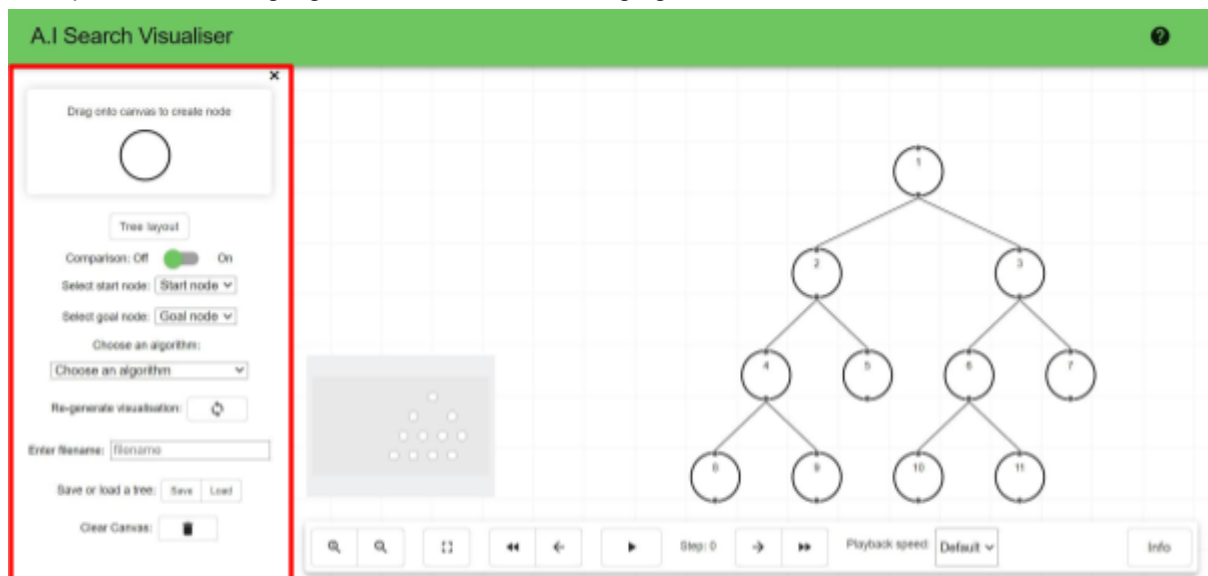 A.I Search Visualiser
Drag onto canvas to create node
Tree layout
Comparison: Off On
Select start node: Start node
Select goal node: Goal node
Choose an algorithm:
Choose an algorithm
Re-generate visualisation:
Enter filename: filename
Save or load a tree: Save Load
Clear Canvas:
1
2 3
4 5 6 7
8 9 10 11
Step: 0 Playback speed: Default Info